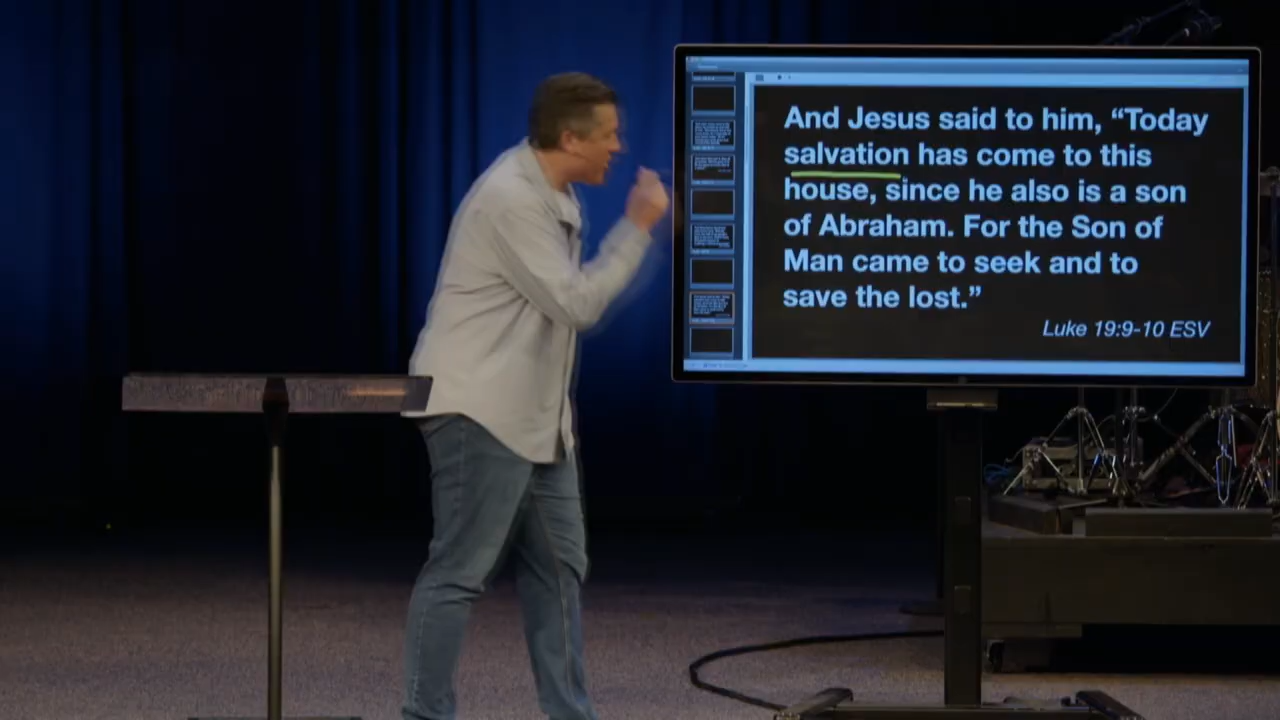 And Jesus said to him, “Today
salvation has come to this
house, since he also is a son
of Abraham. For the Son of
Man came to seek and to
save the lost.”
Luke 19:9-10 ESV